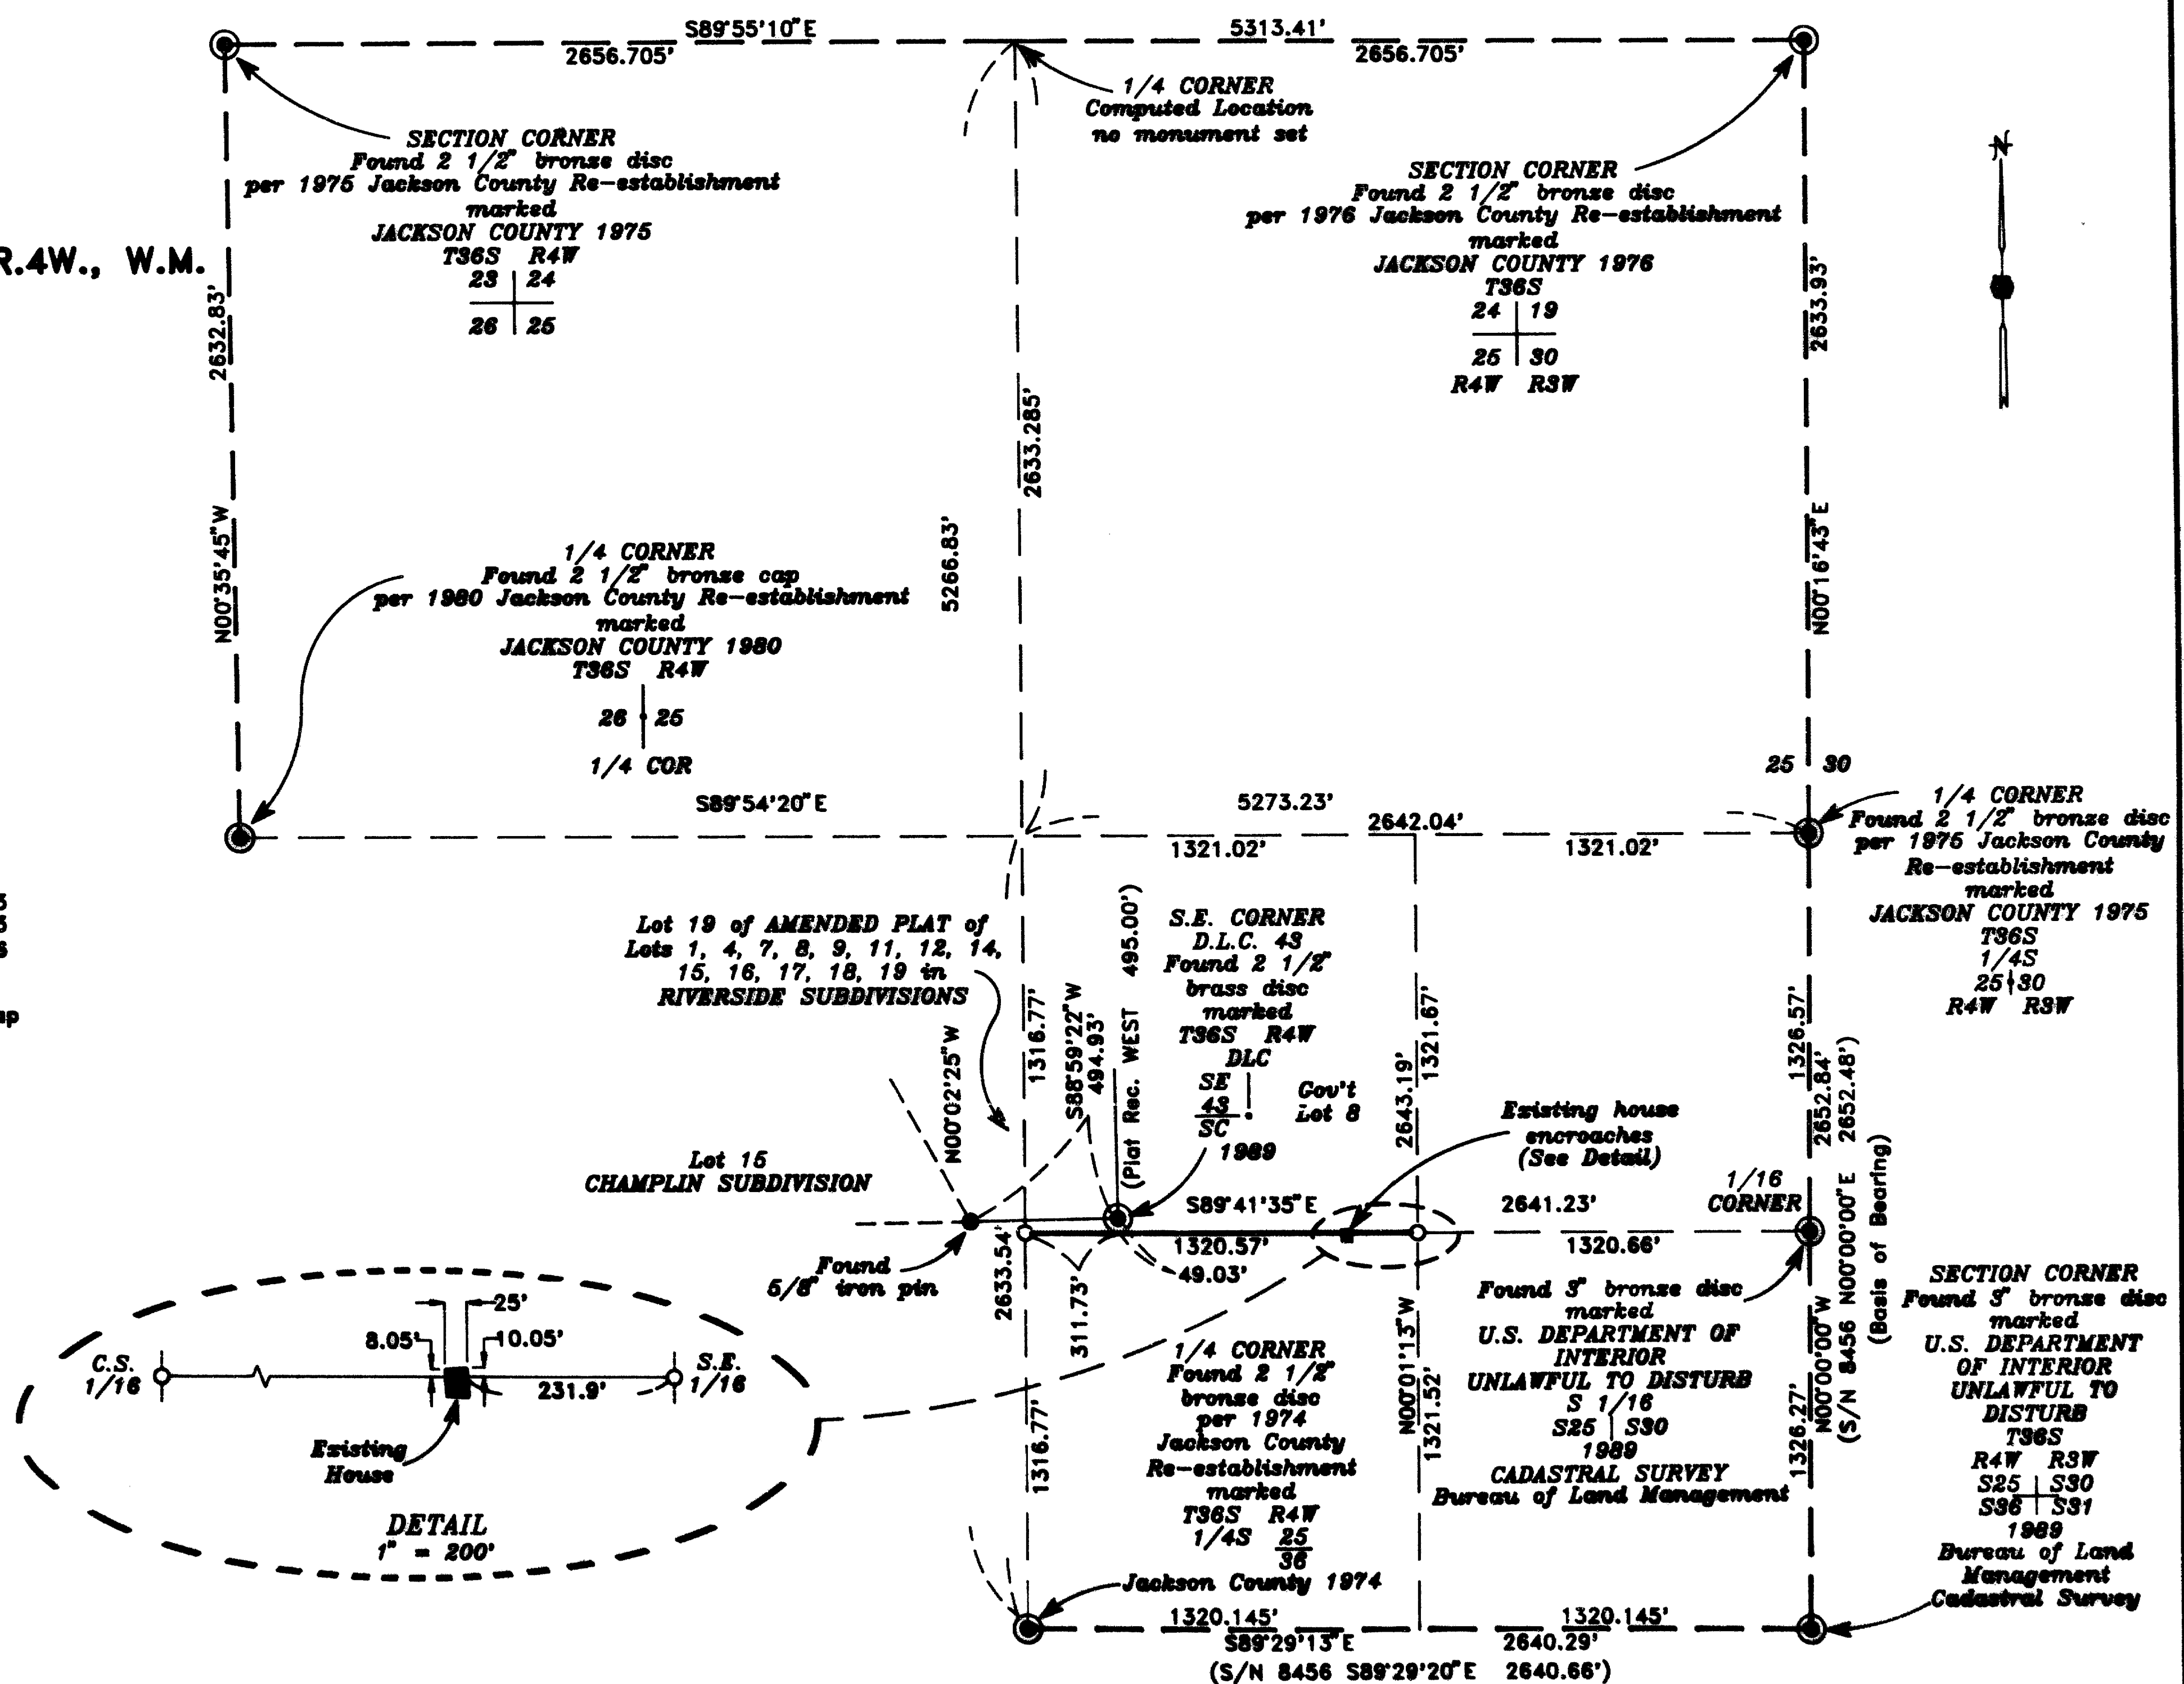 S89°55'10"E
5313.41'
2656.705'
2656.705'
1/4 CORNER
Computed Location
no monument set
SECTION CORNER
Found 2 1/2" bronze disc
per 1975 Jackson County Re-establishment
marked
JACKSON COUNTY 1975
T36S R4W
23 24
26 25
SECTION CORNER
Found 2 1/2" bronze disc
per 1976 Jackson County Re-establishment
marked
JACKSON COUNTY 1976
T36S
24 19
25 30
R4W R3W
N
R.4W., W.M.
2632.83'
N00°35'45"W
2633.285'
5266.83'
2633.93'
N00°16'43"E
1/4 CORNER
Found 2 1/2" bronze cap
per 1980 Jackson County Re-establishment
marked
JACKSON COUNTY 1980
T36S R4W
26 25
1/4 COR
25 30
S89°54'20"E
5273.23'
2642.04'
1321.02'
1321.02'
1/4 CORNER
Found 2 1/2" bronze disc
per 1975 Jackson County
Re-establishment
marked
JACKSON COUNTY 1975
T36S
1/4S
25 30
R4W R3W
Lot 19 of AMENDED PLAT of
Lots 1, 4, 7, 8, 9, 11, 12, 14,
15, 16, 17, 18, 19 in
RIVERSIDE SUBDIVISIONS
1316.77'
N00°02'25"W
S88°59'22"W
494.93'
(Plat Rec. WEST 495.00')
S.E. CORNER
D.L.C. 43
Found 2 1/2"
brass disc
marked
T36S R4W
DLC
SE
43
SC
1989
Gov't
Lot 8
1321.67'
2643.19'
1326.57'
2652.84'
N00°00'00"W
(S/N 8456 N00°00'00"E 2652.48')
(Basis of Bearing)
Existing house
encroaches
(See Detail)
Lot 15
CHAMPLIN SUBDIVISION
1/16
CORNER
S89°41'35"E
2641.23'
1320.57'
1320.66'
49.03'
311.73'
2633.54'
Found
5/8" iron pin
25'
8.05'
10.05'
C.S.
1/16
S.E.
1/16
231.9'
Existing
House
DETAIL
1" = 200'
1316.77'
1/4 CORNER
Found 2 1/2"
bronze disc
per 1974
Jackson County
Re-establishment
marked
T36S R4W
1/4S 25
36
Jackson County 1974
N00°01'13"W
1321.52'
Found 3" bronze disc
marked
U.S. DEPARTMENT OF
INTERIOR
UNLAWFUL TO DISTURB
S 1/16
S25 S30
1989
CADASTRAL SURVEY
Bureau of Land Management
1326.27'
SECTION CORNER
Found 3" bronze disc
marked
U.S. DEPARTMENT
OF INTERIOR
UNLAWFUL TO
DISTURB
T36S
R4W R3W
S25 S30
S36 S31
1989
Bureau of Land
Management
Cadastral Survey
1320.145'
1320.145'
S89°29'13"E
2640.29'
(S/N 8456 S89°29'20"E 2640.66')